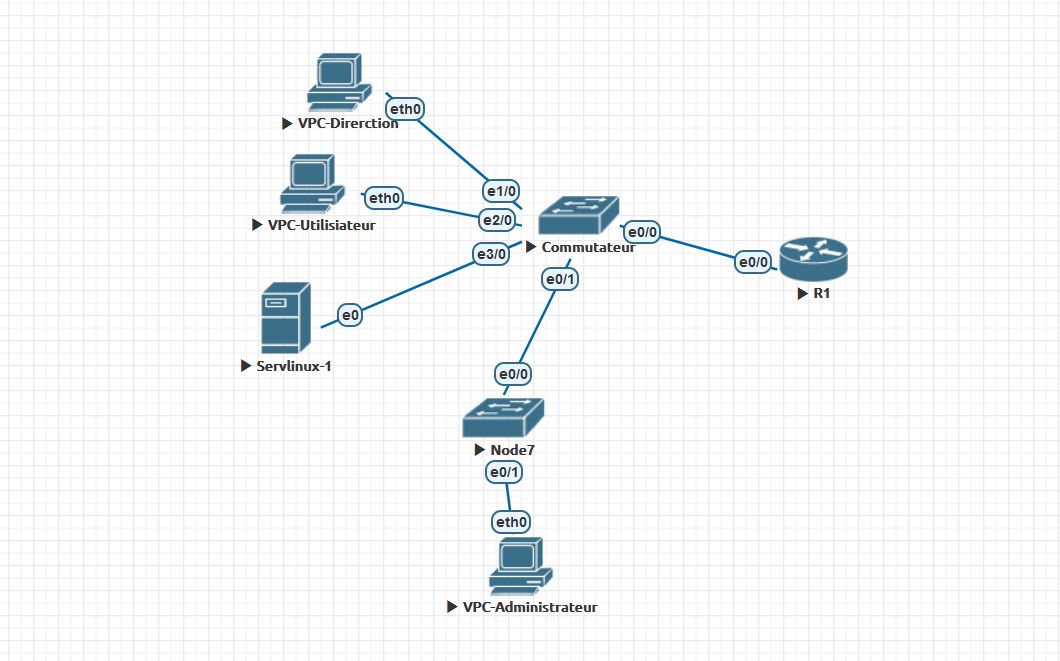 eth0
VPC-Direrction
e1/0
eth0
e2/0
VPC-Utilisiateur
e3/0
Commutateur
e0/0
e0/0
R1
e0/1
e0
Servlinux-1
e0/0
Node7
e0/1
eth0
VPC-Administrateur